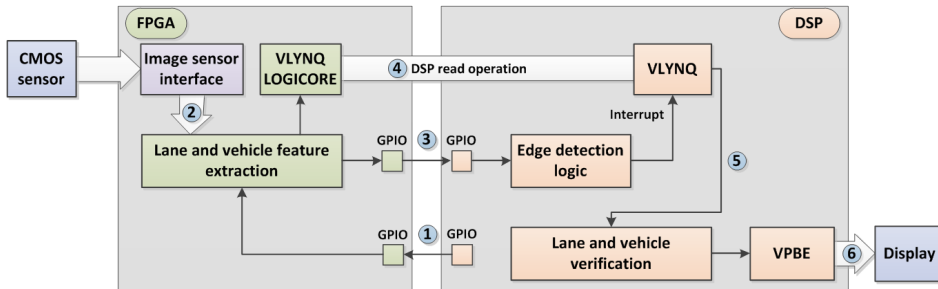 FPGA
DSP
CMOS
sensor
Image sensor
interface
VLYNQ
LOGICORE
4 DSP read operation
VLYNQ
2
Interrupt
Lane and vehicle feature
extraction
GPIO
3
GPIO
Edge detection
logic
5
GPIO
1
GPIO
Lane and vehicle
verification
VPBE
6
Display